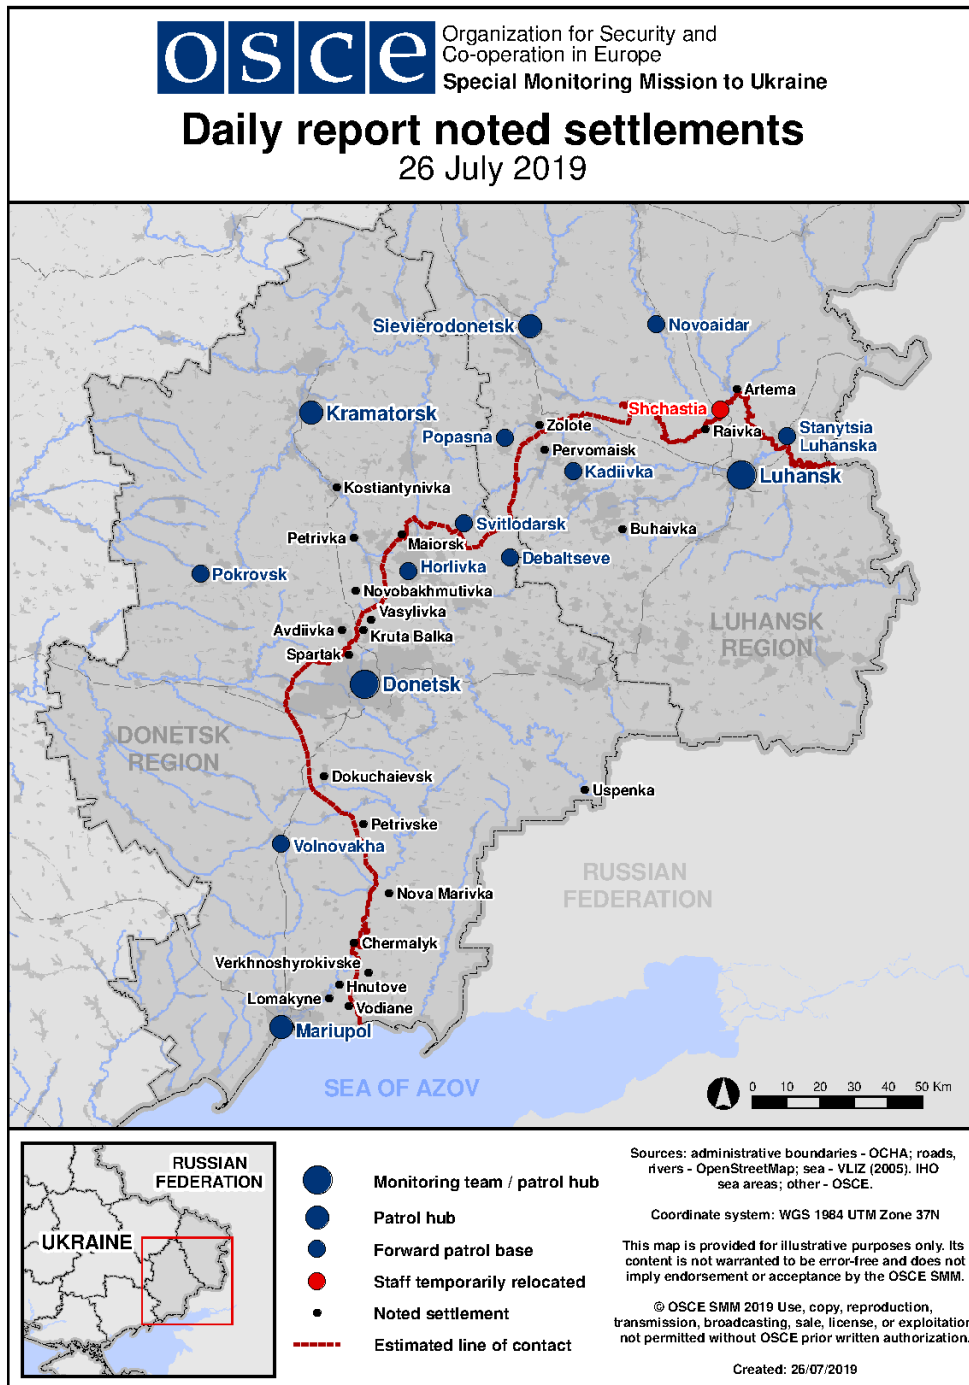 osce
Organization for Security and
Co-operation in Europe
Special Monitoring Mission to Ukraine
Daily report noted settlements
26 July 2019
Sievierodonetsk
Novoaidar
Artema
Shchastia
Kramatorsk
Zolote
Raivka
Stanytsia
Luhanska
Popasna
Pervomaisk
Kadiivka
Luhansk
Kostiantynivka
Svitlodarsk
Buhaivka
Petrivka
Maiorsk
Debaltseve
Horlivka
Pokrovsk
Novobakhmutivka
Vasylivka
Avdiivka
Kruta Balka
LUHANSK
REGION
Spartak
Donetsk
DONETSK
REGION
Dokuchaievsk
Uspenka
Petrivske
Volnovakha
RUSSIAN
FEDERATION
Nova Marivka
Chermalyk
Verkhnoshyrokivske
Hnutove
Lomakyne
Vodiane
Mariupol
SEA OF AZOV
0 10 20 30 40 50 Km
RUSSIAN
FEDERATION
UKRAINE
Monitoring team / patrol hub
Patrol hub
Forward patrol base
Staff temporarily relocated
Noted settlement
Estimated line of contact
Sources: administrative boundaries - OCHA; roads,
rivers - OpenStreetMap; sea - VLIZ (2005). IHO
sea areas; other - OSCE.
Coordinate system: WGS 1984 UTM Zone 37N
This map is provided for illustrative purposes only. Its
content is not warranted to be error-free and does not
imply endorsement or acceptance by the OSCE SMM.
© OSCE SMM 2019 Use, copy, reproduction,
transmission, broadcasting, sale, license, or exploitation
not permitted without OSCE prior written authorization.
Created: 26/07/2019